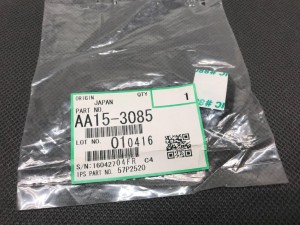 ORIGIN
JAPAN
QTY
1
PART NO.
AA15-3085
LOT NO. 010416
S/N:16042704FR C4
IPS PART NO. 57P2520